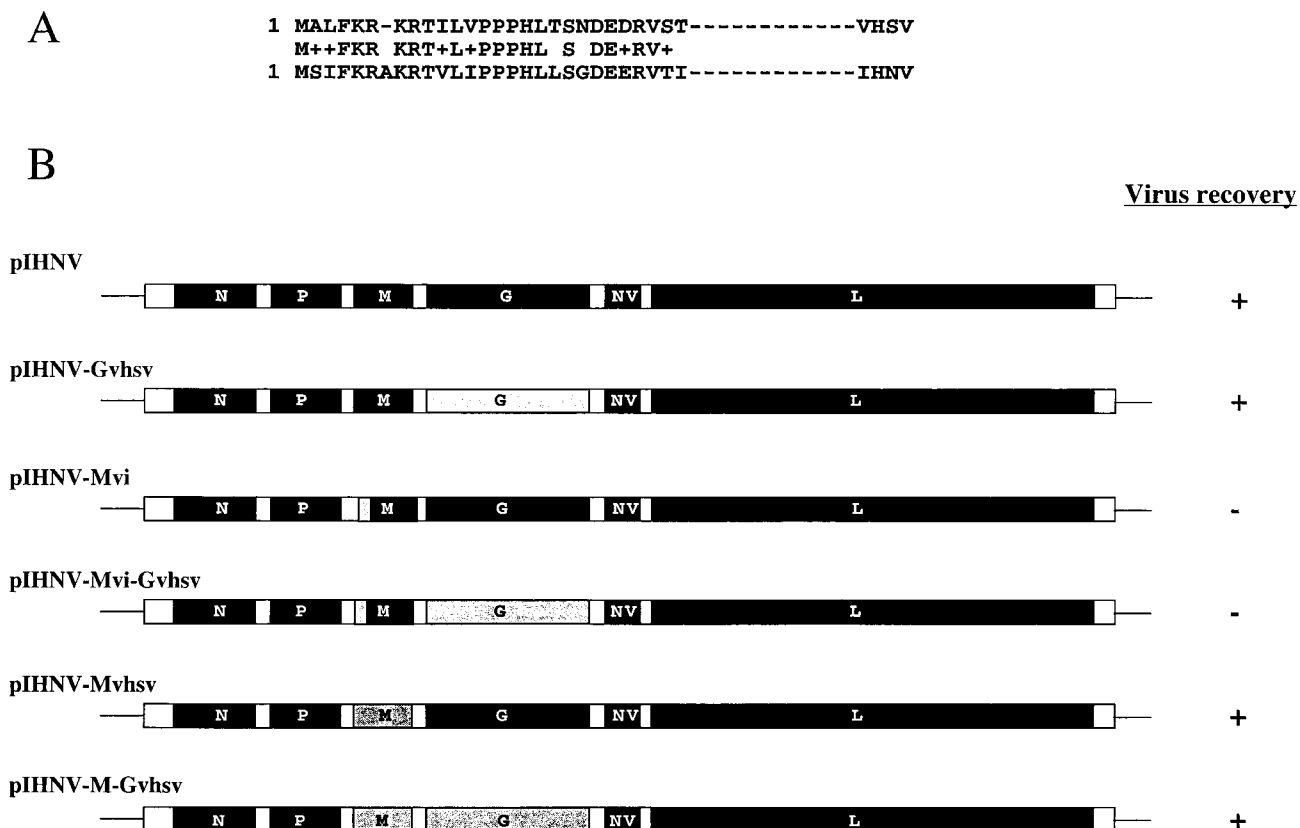 A
1 MALFKR-KRTILVPPPHLTSNDEDRVST------------VHSV
M++FKR KRT+L+PPPHL S DE+RV+
1 MSIFKRAKRTVLIPPPHLLSGDEERVTI------------IHNV
B
Virus recovery
pIHNV
N P M G NV L +
pIHNV-Gvhsv
N P M G NV L +
pIHNV-Mvi
N P M G NV L -
pIHNV-Mvi-Gvhsv
N P M G NV L -
pIHNV-Mvhsv
N P M G NV L +
pIHNV-M-Gvhsv
N P M G NV L +